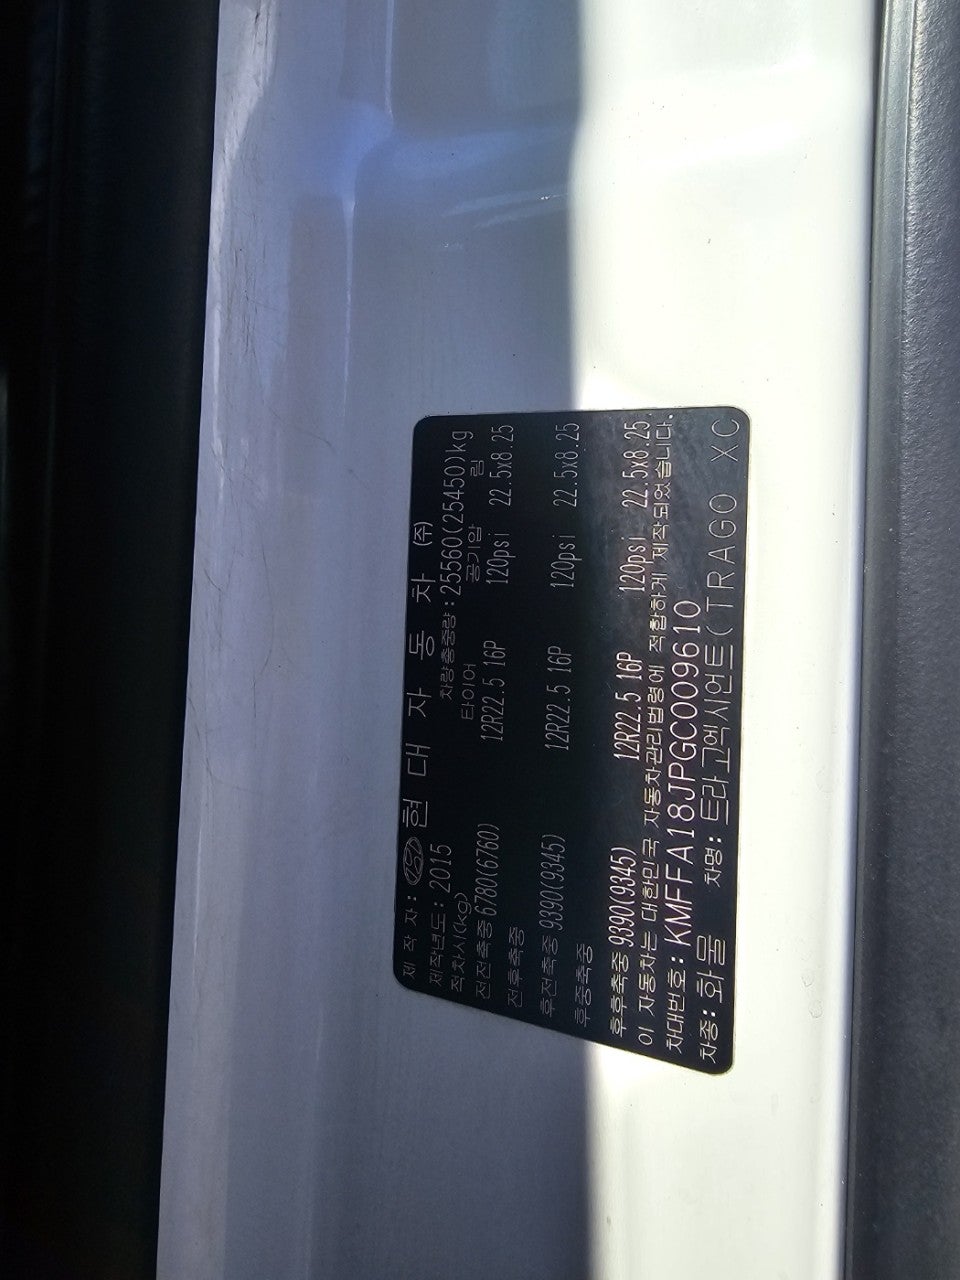 제 작 자: 현 대 자 동 차 (주)
제작년도: 2015 차량총중량: 25560(25450)kg
적차시(kg) 타이어 공기압 림
전전축중 6780(6760) 12R22.5 16P 120psi 22.5x8.25
전후축중
후전축중 9390(9345) 12R22.5 16P 120psi 22.5x8.25
후중축중
후후축중 9390(9345) 12R22.5 16P 120psi 22.5x8.25
이 자동차는 대한민국 자동차관리법령에 적합하게 제작되었습니다.
차대번호: KMFFA18JPGC009610
차종: 화물 차명: 트라고엑시언트(TRAGO XC